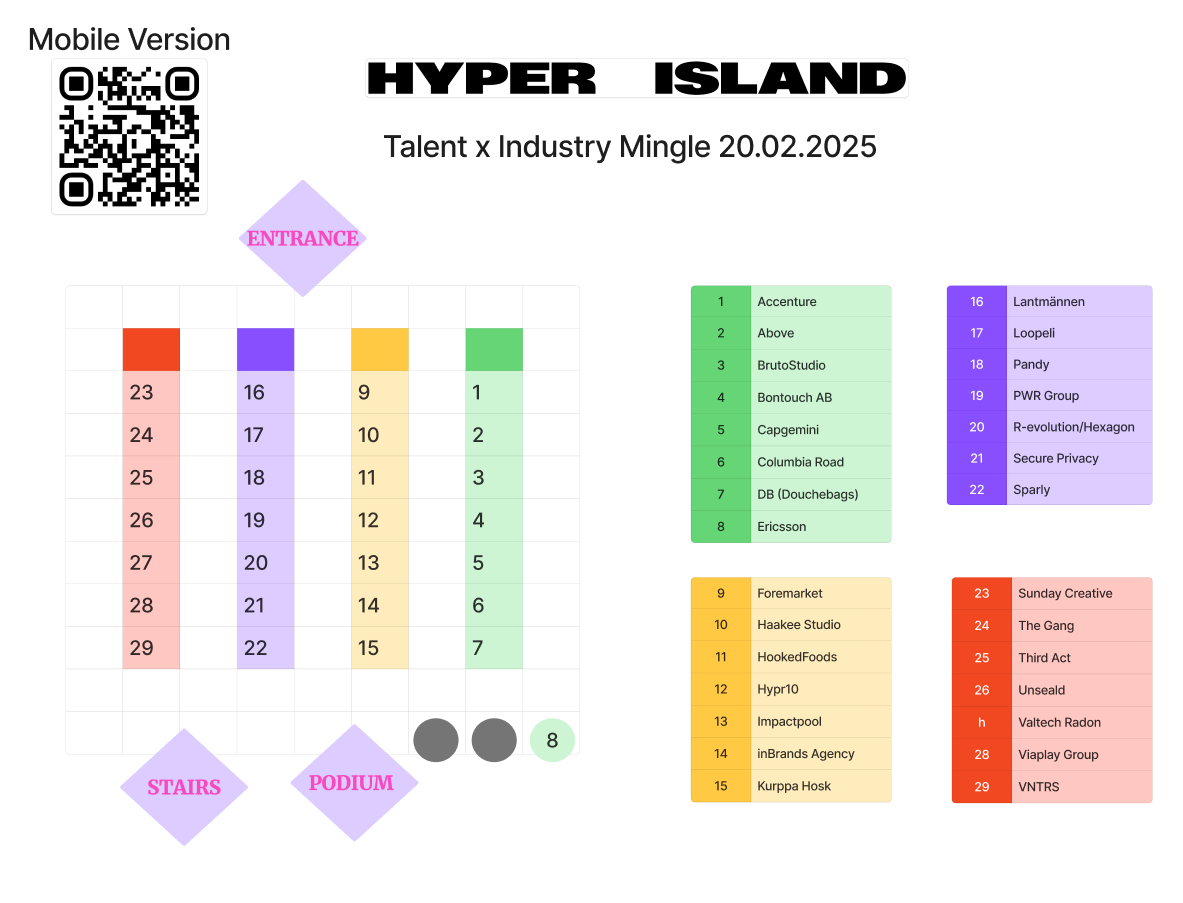 Mobile Version
HYPER ISLAND
Talent x Industry Mingle 20.02.2025
ENTRANCE
23 16 9 1
24 17 10 2
25 18 11 3
26 19 12 4
27 20 13 5
28 21 14 6
29 22 15 7
8
STAIRS
PODIUM
1 Accenture
2 Above
3 BrutoStudio
4 Bontouch AB
5 Capgemini
6 Columbia Road
7 DB (Douchebags)
8 Ericsson
16 Lantmännen
17 Loopeli
18 Pandy
19 PWR Group
20 R-evolution/Hexagon
21 Secure Privacy
22 Sparly
9 Foremarket
10 Haakee Studio
11 HookedFoods
12 Hypr10
13 Impactpool
14 inBrands Agency
15 Kurppa Hosk
23 Sunday Creative
24 The Gang
25 Third Act
26 Unseald
h Valtech Radon
28 Viaplay Group
29 VNTRS